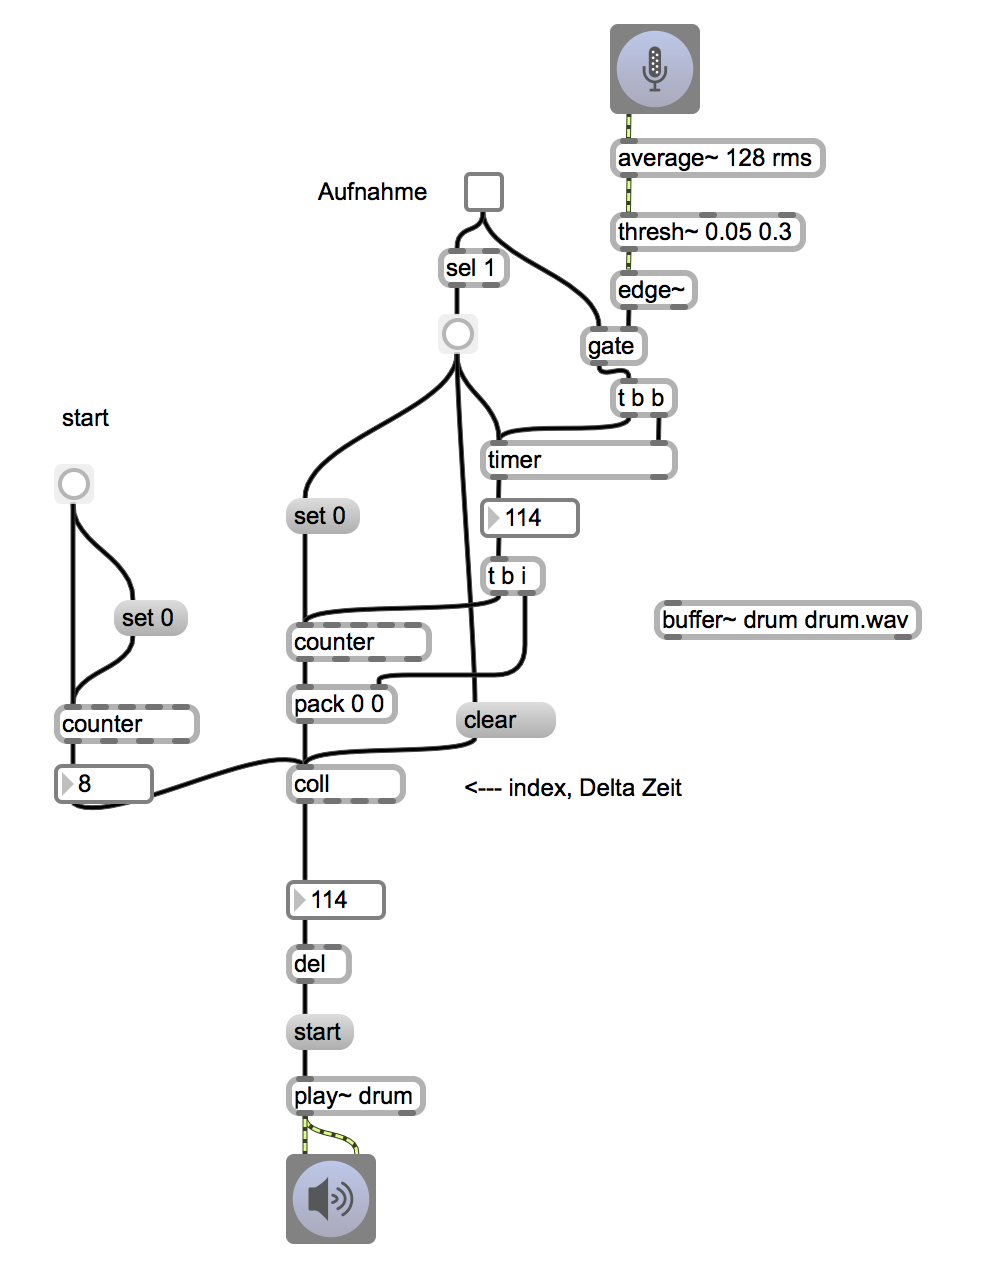 average~ 128 rms
Aufnahme
thresh~ 0.05 0.3
sel 1
edge~
gate
t b b
start
timer
set 0
114
t b i
set 0
buffer~ drum drum.wav
counter
pack 0 0
clear
counter
8
coll
<--- index, Delta Zeit
114
del
start
play~ drum